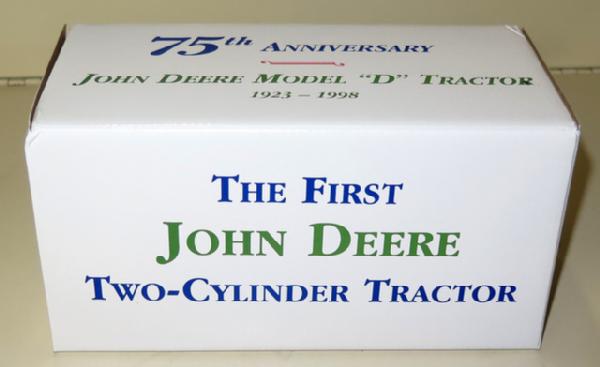 75th Anniversary
John Deere Model "D" Tractor
1923 – 1998
The First
John Deere
Two-Cylinder Tractor